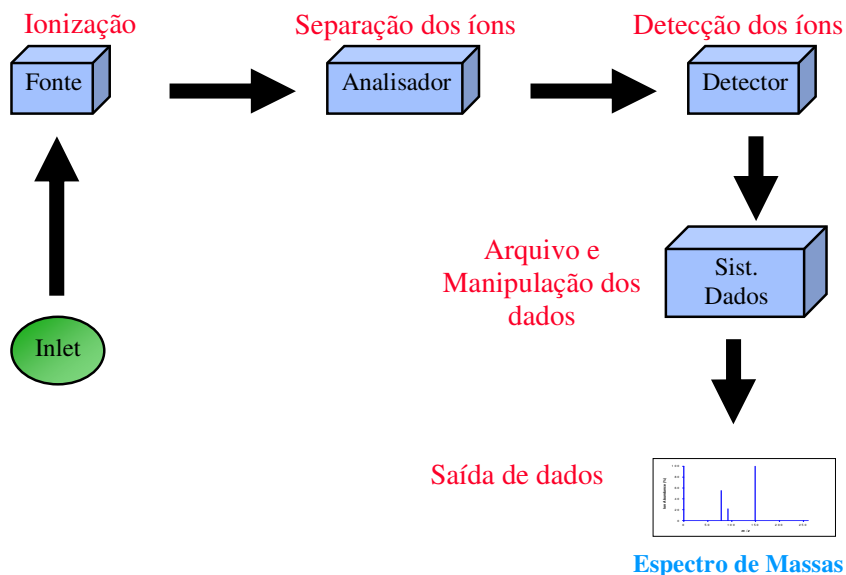 Ionização
Separação dos íons
Detecção dos íons
Fonte
Analisador
Detector
Arquivo e
Manipulação dos
dados
Sist.
Dados
Inlet
Saída de dados
Espectro de Massas